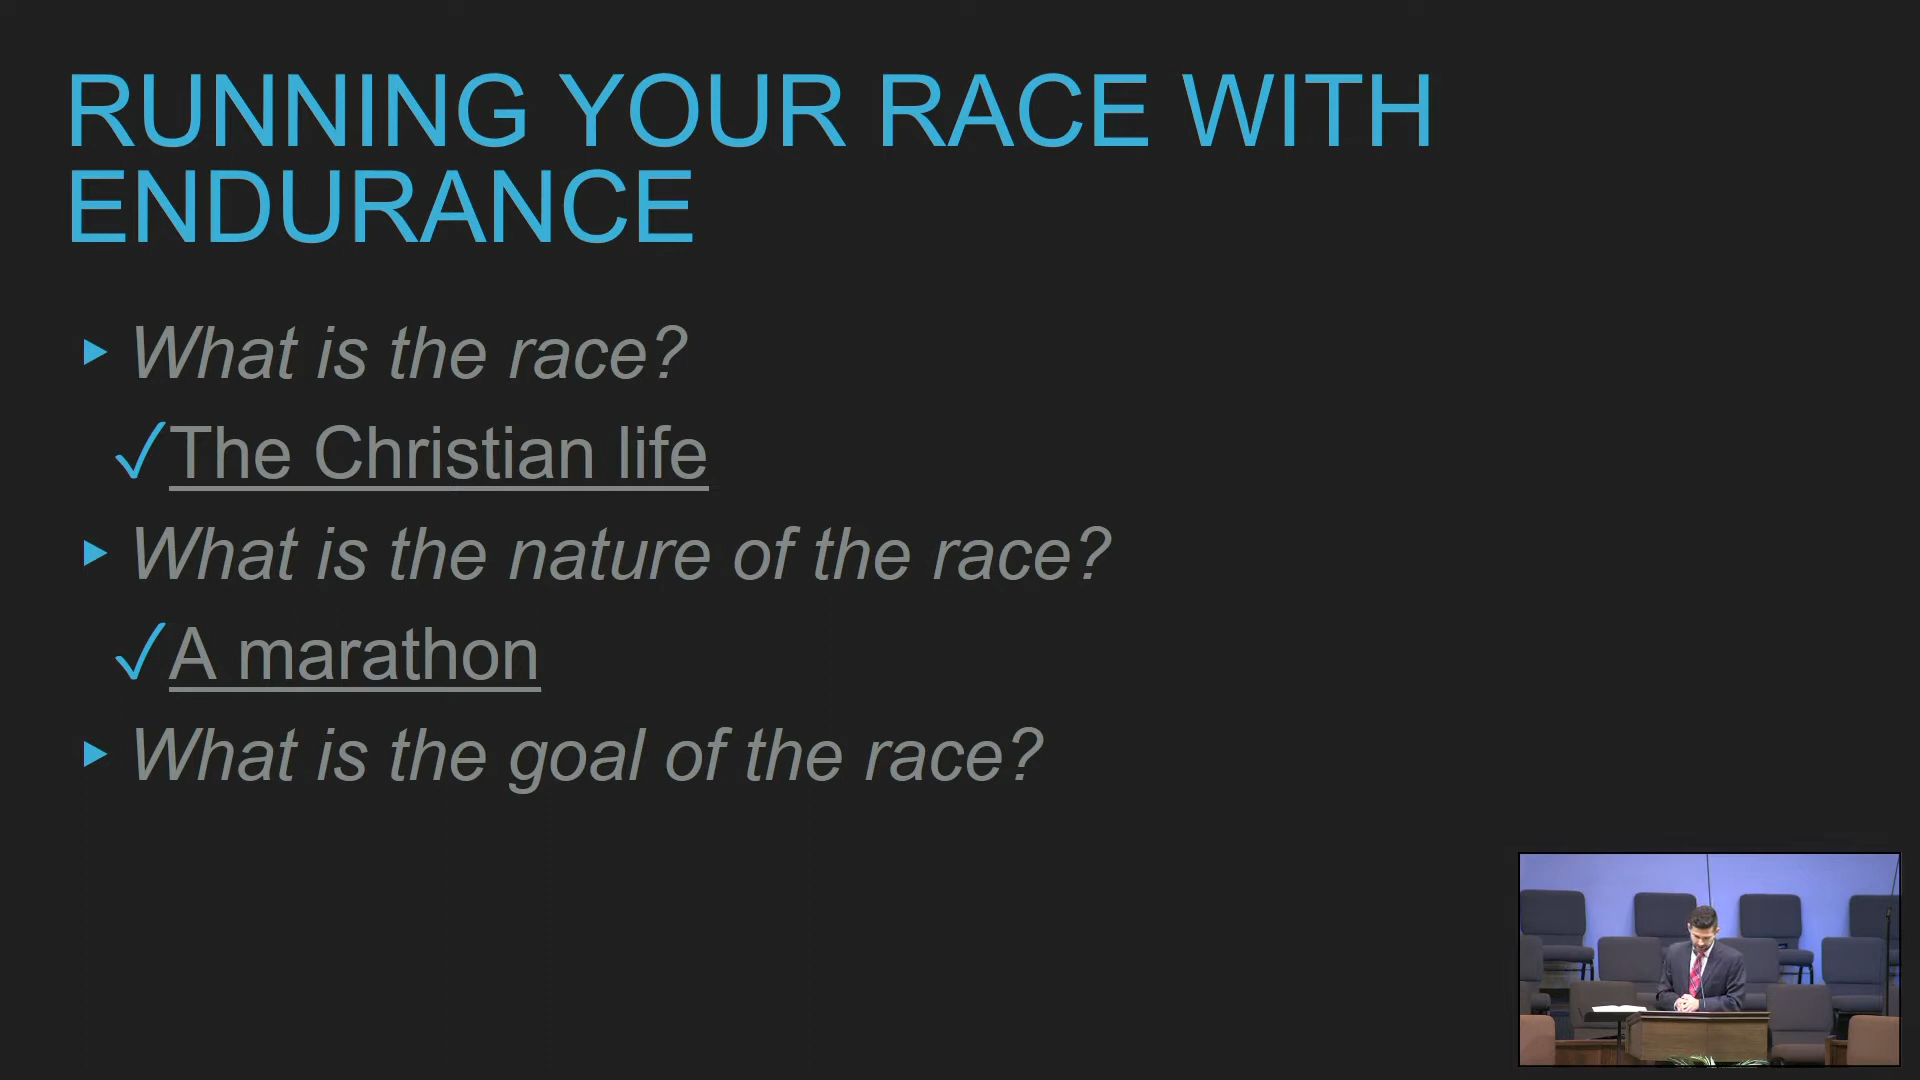 RUNNING YOUR RACE WITH
ENDURANCE
What is the race?
The Christian life
What is the nature of the race?
A marathon
What is the goal of the race?